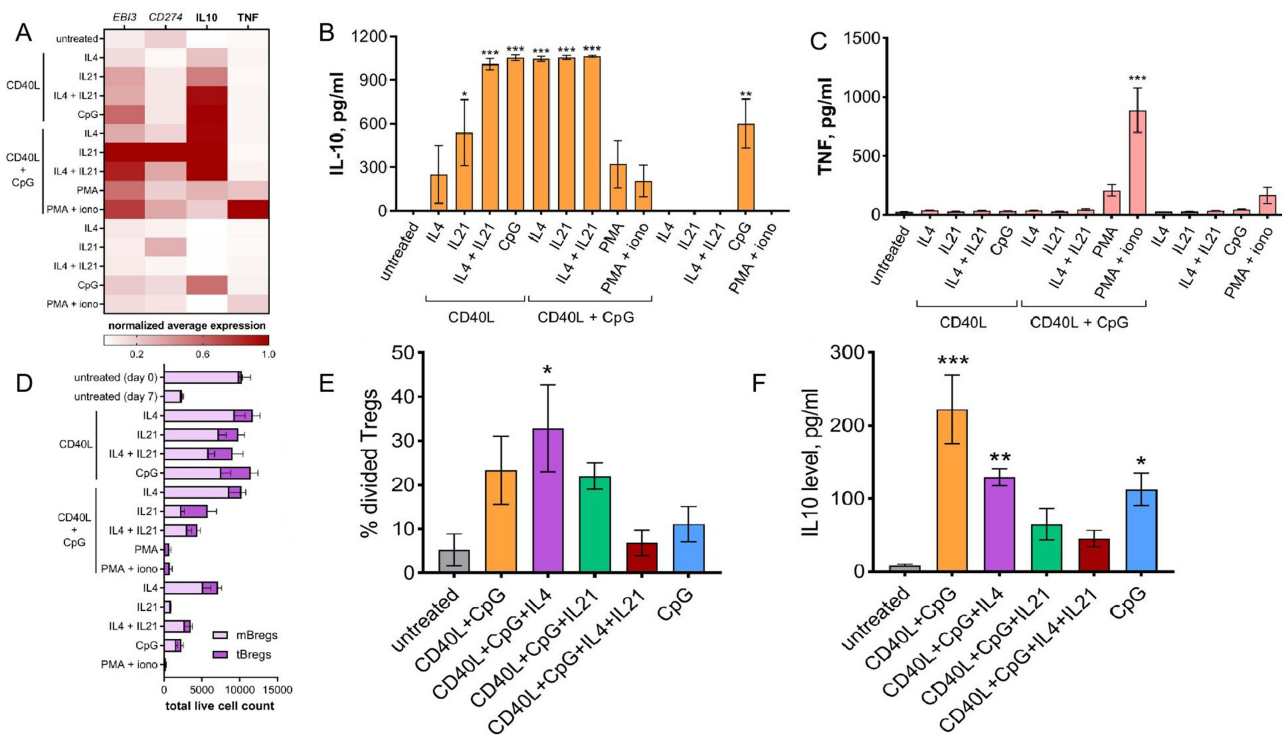 A
EBI3 CD274 IL10 TNF
untreated
CD40L
IL4
IL21
IL4 + IL21
CpG
CD40L
+
CpG
IL4
IL21
IL4 + IL21
PMA
PMA + iono
IL4
IL21
IL4 + IL21
CpG
PMA + iono
normalized average expression
0.2 0.6 1.0
B
IL-10, pg/ml
1200
900
600
300
0
* *** *** *** *** *** **
untreated IL4 IL21 IL4 + IL21 CpG IL4 IL21 IL4 + IL21 PMA PMA + iono IL4 IL21 IL4 + IL21 CpG PMA + iono
CD40L CD40L + CpG
C
TNF, pg/ml
1500
1000
500
0
***
untreated IL4 IL21 IL4 + IL21 CpG IL4 IL21 IL4 + IL21 PMA PMA + iono IL4 IL21 IL4 + IL21 CpG PMA + iono
CD40L CD40L + CpG
D
untreated (day 0)
untreated (day 7)
CD40L
IL4
IL21
IL4 + IL21
CpG
CD40L
+
CpG
IL4
IL21
IL4 + IL21
PMA
PMA + iono
IL4
IL21
IL4 + IL21
CpG
PMA + iono
mBregs
tBregs
0 5000 10000 15000
total live cell count
E
% divided Tregs
50
40
30
20
10
0
*
untreated CD40L+CpG CD40L+CpG+IL4 CD40L+CpG+IL21 CD40L+CpG+IL4+IL21 CpG
F
IL10 level, pg/ml
300
200
100
0
*** ** *
untreated CD40L+CpG CD40L+CpG+IL4 CD40L+CpG+IL21 CD40L+CpG+IL4+IL21 CpG